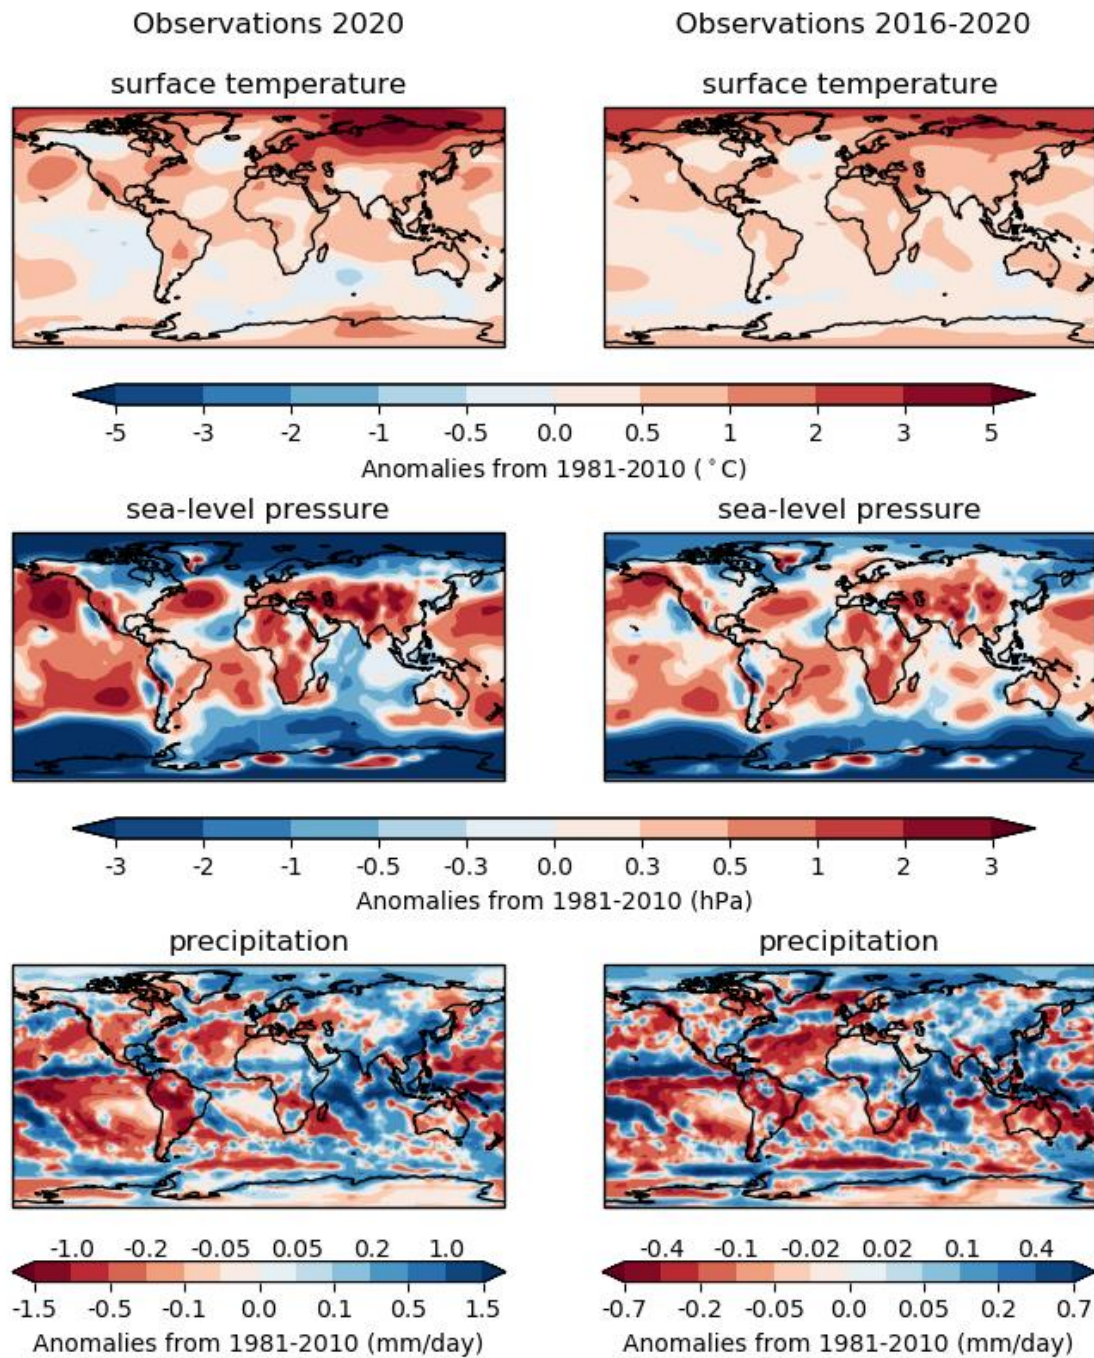 Observations 2020
Observations 2016-2020
surface temperature
surface temperature
-5 -3 -2 -1 -0.5 0.0 0.5 1 2 3 5
Anomalies from 1981-2010 (°C)
sea-level pressure
sea-level pressure
-3 -2 -1 -0.5 -0.3 0.0 0.3 0.5 1 2 3
Anomalies from 1981-2010 (hPa)
precipitation
precipitation
-1.0 -0.2 -0.05 0.05 0.2 1.0
-1.5 -0.5 -0.1 0.0 0.1 0.5 1.5
Anomalies from 1981-2010 (mm/day)
-0.4 -0.1 -0.02 0.02 0.1 0.4
-0.7 -0.2 -0.05 0.0 0.05 0.2 0.7
Anomalies from 1981-2010 (mm/day)